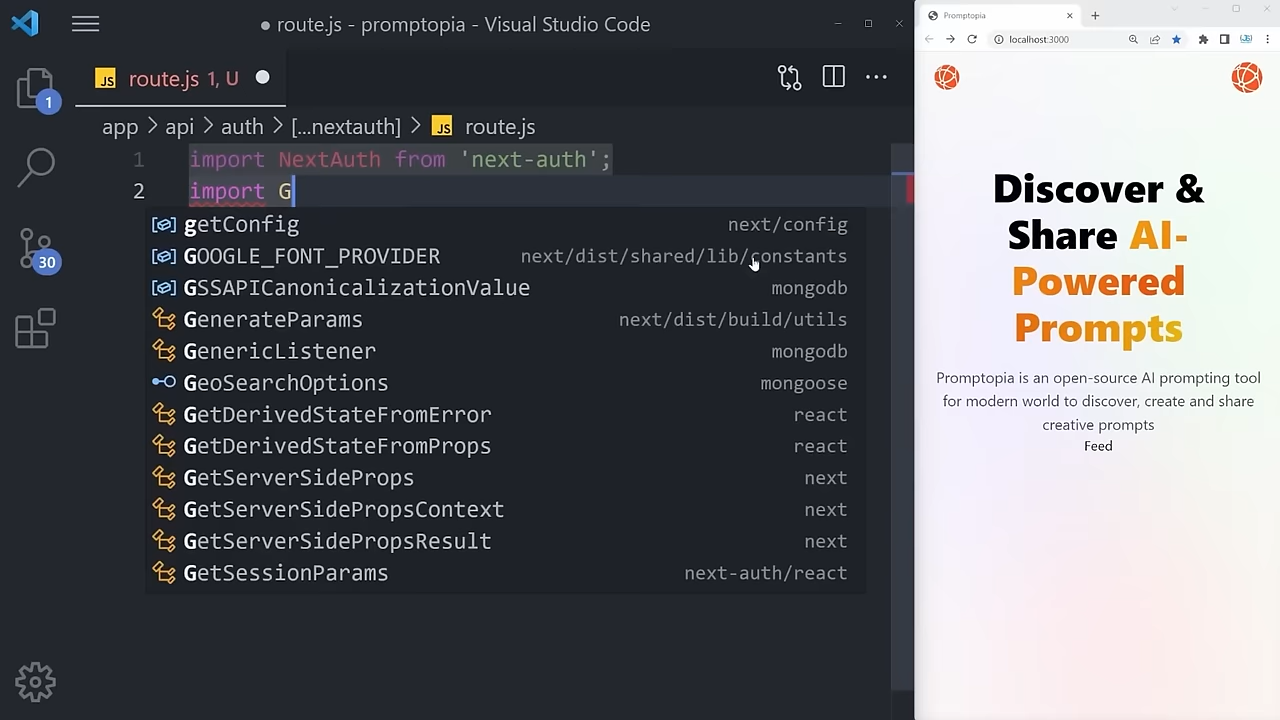 ● route.js - promptopia - Visual Studio Code
JS route.js 1, U
1
30
app > api > auth > [...nextauth] > JS route.js
1 import NextAuth from 'next-auth';
2 import G
getConfig next/config
GOOGLE_FONT_PROVIDER next/dist/shared/lib/constants
GSSAPICanonicalizationValue mongodb
GenerateParams next/dist/build/utils
GenericListener mongodb
GeoSearchOptions mongoose
GetDerivedStateFromError react
GetDerivedStateFromProps react
GetServerSideProps next
GetServerSidePropsContext next
GetServerSidePropsResult next
GetSessionParams next-auth/react
Promptopia
localhost:3000
Discover &
Share AI-
Powered
Prompts
Promptopia is an open-source AI prompting tool
for modern world to discover, create and share
creative prompts
Feed